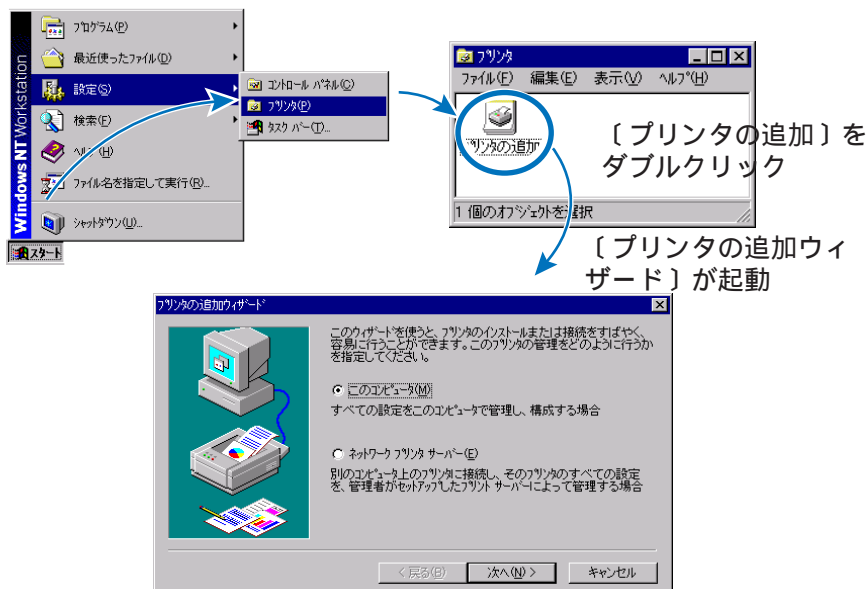 Windows NT Workstation
プログラム(P)
最近使ったファイル(D)
設定(S)
検索(F)
ヘルプ(H)
ファイル名を指定して実行(R)...
シャットダウン(U)...
スタート
コントロール パネル(C)
プリンタ(P)
タスク バー(T)...
プリンタ
ファイル(F) 編集(E) 表示(V) ヘルプ(H)
プリンタの追加
1 個のオブジェクトを選択
〔プリンタの追加〕を
ダブルクリック
〔プリンタの追加ウィ
ザード〕が起動
プリンタの追加ウィザード
このウィザードを使うと、プリンタのインストールまたは接続をすばやく、
容易に行うことができます。このプリンタの管理をどのように行うか
を指定してください。
このコンピュータ(M)
すべての設定をこのコンピュータで管理し、構成する場合
ネットワーク プリンタ サーバー(E)
別のコンピュータ上のプリンタに接続し、そのプリンタのすべての設定
を、管理者がセットアップしたプリント サーバーによって管理する場合
< 戻る(B) 次へ(N) > キャンセル